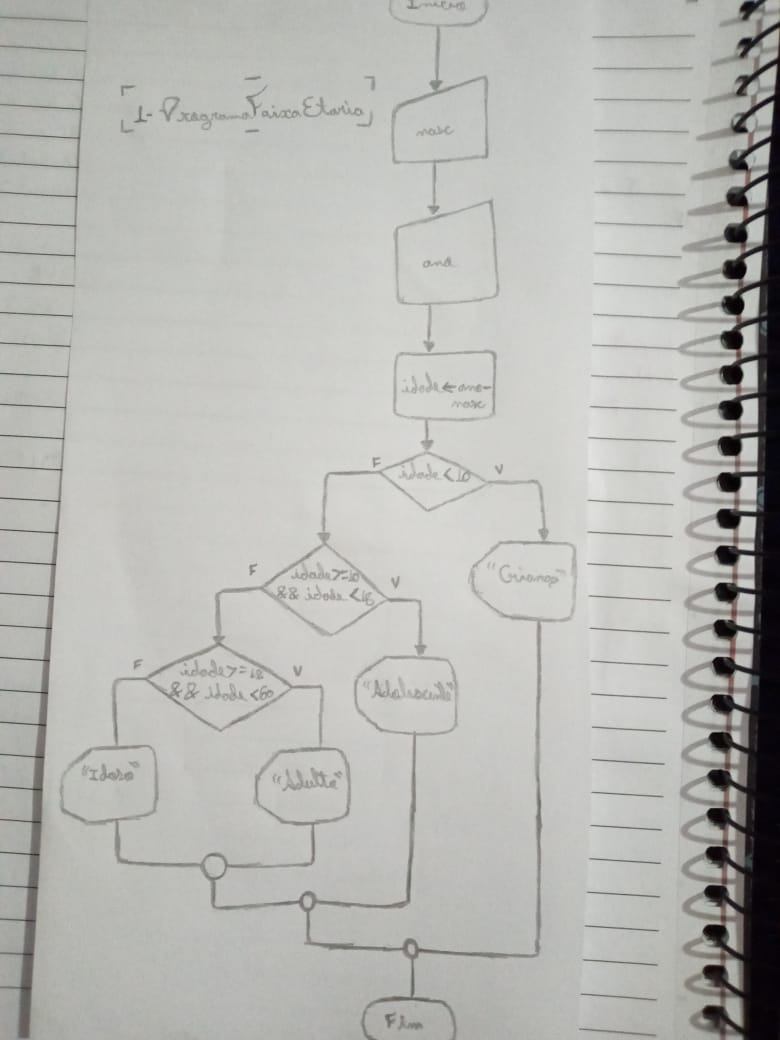 Inicio
1- ProgramaFaixaEtaria
nasc
ano
idade ← ano-
nasc
F
idade < 10
V
F
idade >= 10
&& idade < 18
V
"Criança"
F
idade >= 18
&& idade < 60
V
"Adolescente"
"Idoso"
"Adulto"
Fim